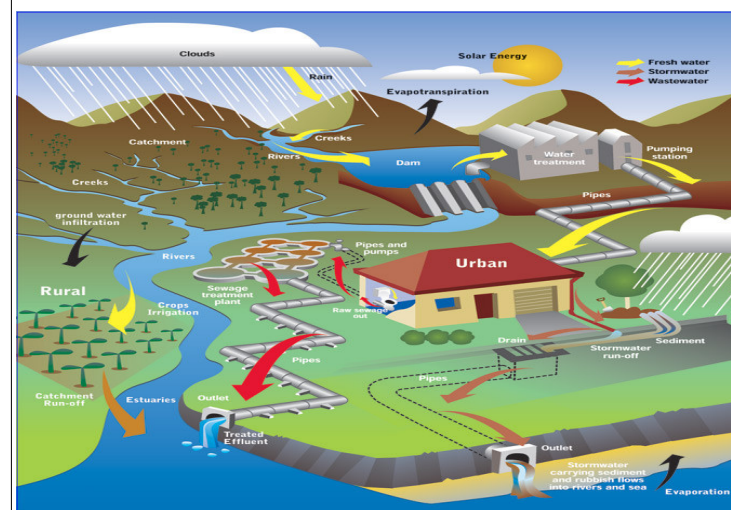 Clouds
Solar Energy
Fresh water
Stormwater
Wastewater
Rain
Evapotranspiration
Catchment
Creeks
Rivers
Dam
Water
treatment
Pumping
station
Creeks
Pipes
ground water
infiltration
Rivers
Pipes and
pumps
Urban
Rural
Sewage
treatment
plant
Crops
Irrigation
Raw sewage
out
Drain
Stormwater
run-off
Sediment
Pipes
Pipes
Catchment
Run-off
Estuaries
Outlet
Treated
Effluent
Outlet
Stormwater
carrying sediment
and rubbish flows
into rivers and sea
Evaporation